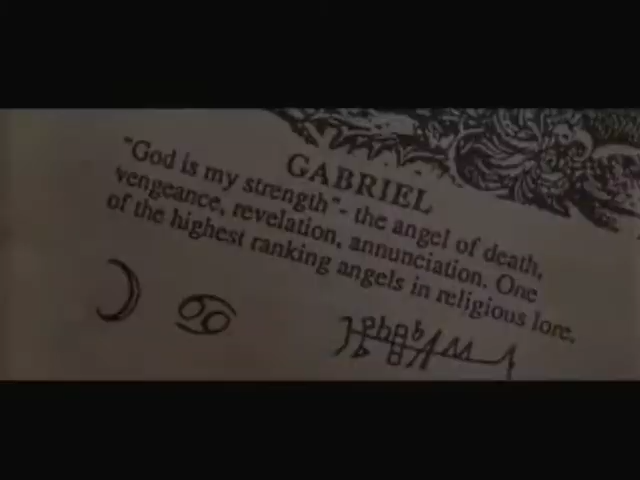 GABRIEL
"God is my strength"- the angel of death,
vengeance, revelation, annunciation. One
of the highest ranking angels in religious lore.